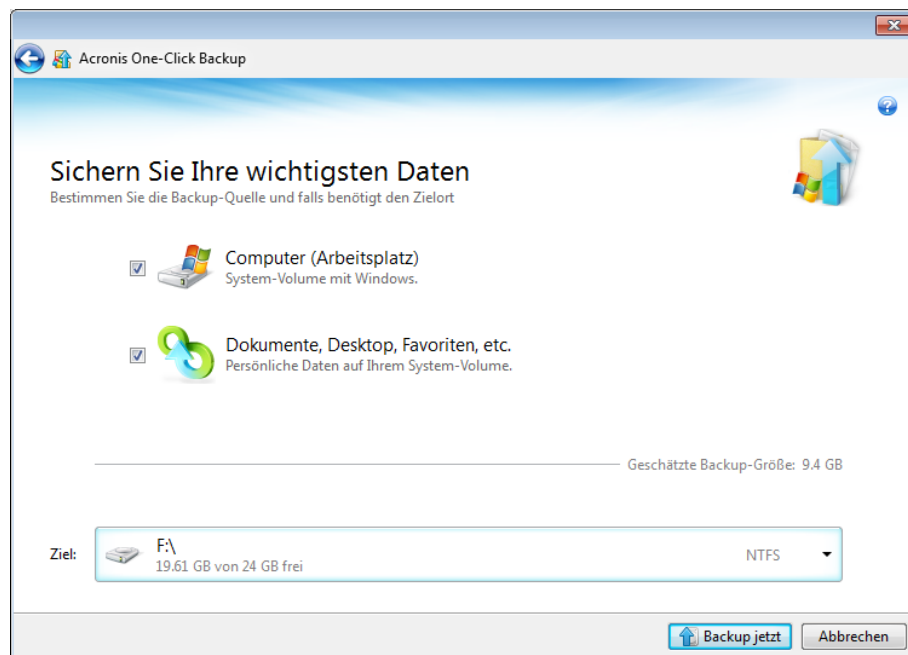 Acronis One-Click Backup
Sichern Sie Ihre wichtigsten Daten
Bestimmen Sie die Backup-Quelle und falls benötigt den Zielort
Computer (Arbeitsplatz)
System-Volume mit Windows.
Dokumente, Desktop, Favoriten, etc.
Persönliche Daten auf Ihrem System-Volume.
Geschätzte Backup-Größe: 9.4 GB
Ziel:
F:\
NTFS
19.61 GB von 24 GB frei
Backup jetzt
Abbrechen